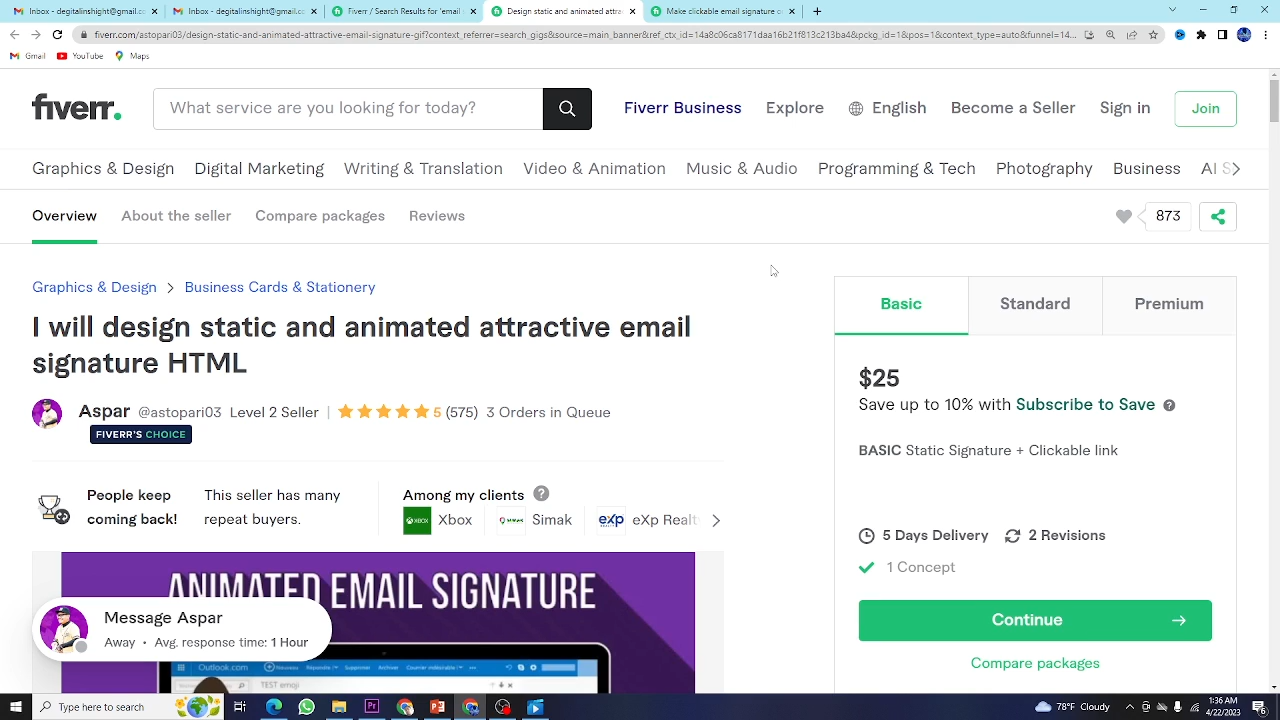 Inbox - digitalinshight@gmail.co
Inbox - digitalinshight@gmail.co
Fiverr / Search Results for 'email
Design static and animated attra
Make clickable email signature o
fiverr.com/astopari03/design-static-and-animated-attractive-email-signature-gif?context_referrer=search_gigs&source=main_banner&ref_ctx_id=14a8c06ca8171a1a16b21f813c213ba4&pckg_id=1&pos=1&context_type=auto&funnel=14...
Gmail YouTube Maps
fiverr.
What service are you looking for today?
Fiverr Business Explore English Become a Seller Sign in Join
Graphics & Design Digital Marketing Writing & Translation Video & Animation Music & Audio Programming & Tech Photography Business AI S
Overview About the seller Compare packages Reviews
873
Graphics & Design > Business Cards & Stationery
I will design static and animated attractive email
signature HTML
Aspar @astopari03 Level 2 Seller | 5 (575) 3 Orders in Queue
FIVERR'S CHOICE
People keep
coming back!
This seller has many
repeat buyers.
Among my clients
Xbox Simak eXp Realt
ANIMATED EMAIL SIGNATURE
Outlook.com
TEST emoji
Message Aspar
Away · Avg. response time: 1 Hour
Basic Standard Premium
$25
Save up to 10% with Subscribe to Save
BASIC Static Signature + Clickable link
5 Days Delivery 2 Revisions
1 Concept
Continue
Compare packages
Type here to search
78°F Cloudy
1:36 AM
4/22/2023